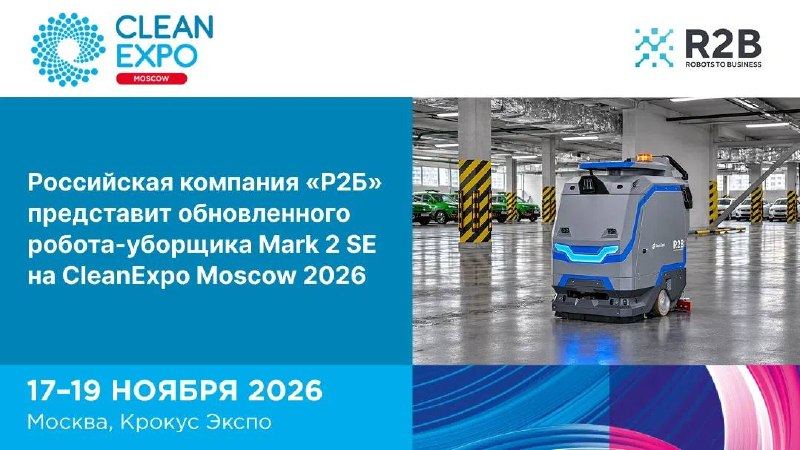 CLEAN
EXPO
MOSCOW
R2B
ROBOTS TO BUSINESS
Российская компания «Р2Б»
представит обновленного
робота-уборщика Mark 2 SE
на CleanExpo Moscow 2026
R2B
17–19 НОЯБРЯ 2026
Москва, Крокус Экспо